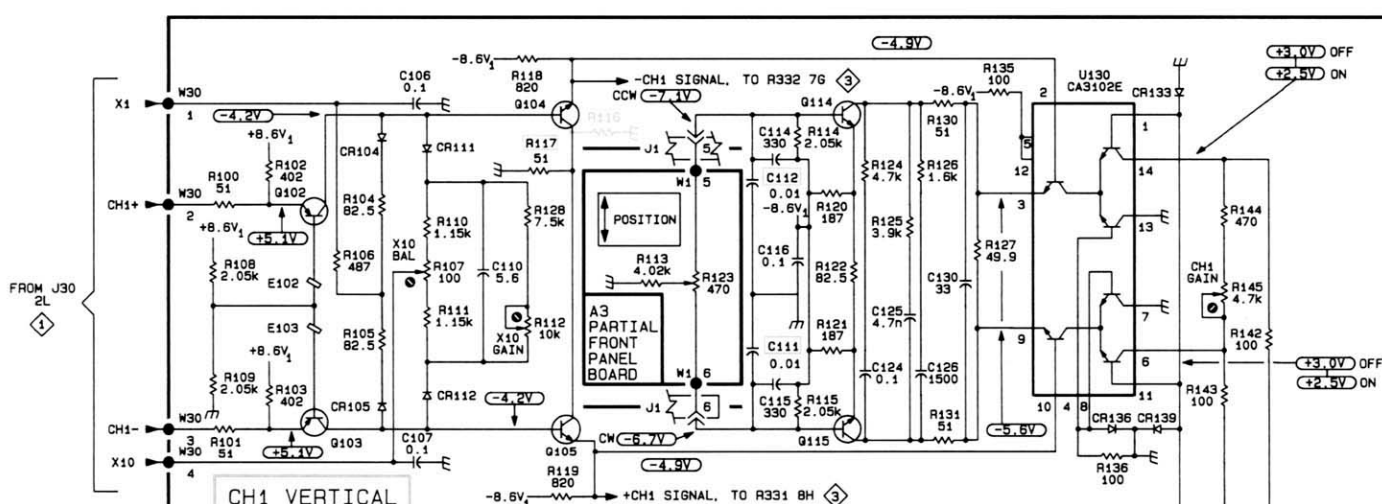 -4.9V
+3.0V OFF
+2.5V ON
-8.6V1
R118
820
-CH1 SIGNAL, TO R332 7G 3
CCW -7.1V
R135
100
U130
CA3102E
CR133
X1
W30
1
C106
0.1
Q104
R116
-4.2V
+8.6V1
R102
402
CR104
CR111
R117
51
J1
5
W1 5
C114
330
R114
2.05k
Q114
-8.6V1
R130
51
2
5
12
3
1
14
13
7
6
11
9
10
4
8
CH1+
W30
2
R100
51
Q102
+5.1V
+8.6V1
R108
2.05k
R104
82.5
R106
487
X10
BAL
R110
1.15k
R107
100
R111
1.15k
C110
5.6
R128
7.5k
R112
10k
X10
GAIN
POSITION
R113
4.02k
R123
470
A3
PARTIAL
FRONT
PANEL
BOARD
C112
0.01
-8.6V1
C116
0.1
R120
187
R122
82.5
R121
187
C111
0.01
R124
4.7k
R126
1.6k
R125
3.9k
C125
4.7n
C130
33
R127
49.9
R144
470
CH1
GAIN
R145
4.7k
R142
100
FROM J30
2L
1
E102
E103
+8.6V1
R109
2.05k
R103
402
R105
82.5
CR105
CR112
-4.2V
W1 6
J1
6
C115
330
R115
2.05k
C124
0.1
C126
1500
+3.0V OFF
+2.5V ON
R143
100
CH1-
W30
3
R101
51
Q103
+5.1V
X10
W30
4
C107
0.1
Q105
CW -6.7V
Q115
R131
51
-5.6V
CR136
CR139
R136
100
R119
820
-4.9V
-8.6V1
+CH1 SIGNAL, TO R331 8H 3
CH1 VERTICAL